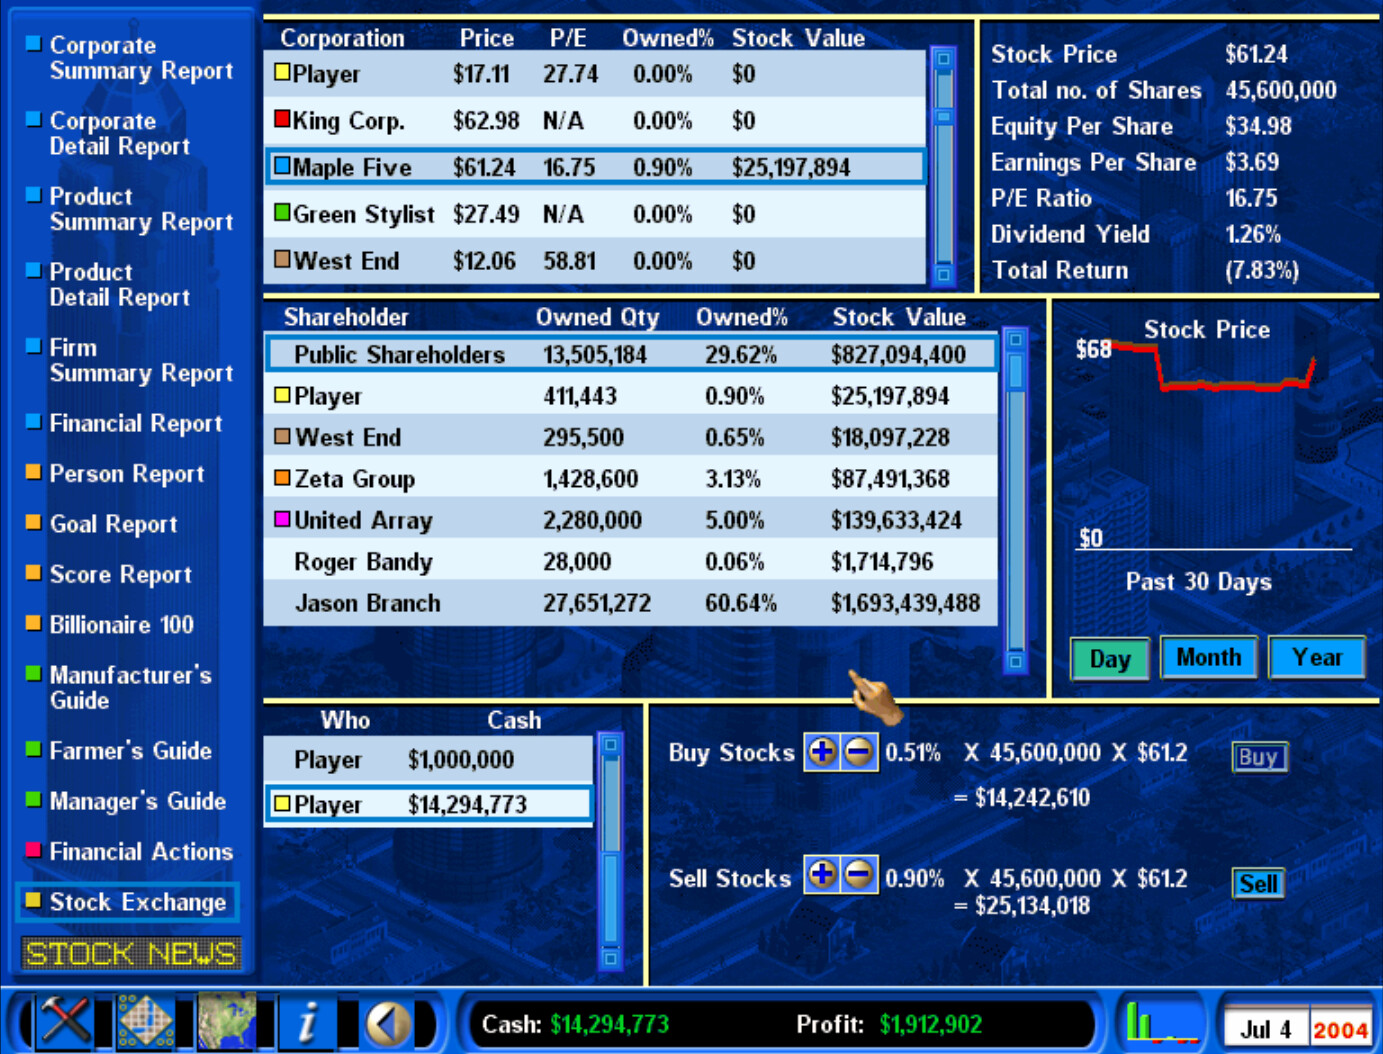 Corporate
Summary Report
Corporate
Detail Report
Product
Summary Report
Product
Detail Report
Firm
Summary Report
Financial Report
Person Report
Goal Report
Score Report
Billionaire 100
Manufacturer's
Guide
Farmer's Guide
Manager's Guide
Financial Actions
Stock Exchange
STOCK NEWS
Corporation Price P/E Owned% Stock Value
Player $17.11 27.74 0.00% $0
King Corp. $62.98 N/A 0.00% $0
Maple Five $61.24 16.75 0.90% $25,197,894
Green Stylist $27.49 N/A 0.00% $0
West End $12.06 58.81 0.00% $0
Stock Price $61.24
Total no. of Shares 45,600,000
Equity Per Share $34.98
Earnings Per Share $3.69
P/E Ratio 16.75
Dividend Yield 1.26%
Total Return (7.83%)
Shareholder Owned Qty Owned% Stock Value
Public Shareholders 13,505,184 29.62% $827,094,400
Player 411,443 0.90% $25,197,894
West End 295,500 0.65% $18,097,228
Zeta Group 1,428,600 3.13% $87,491,368
United Array 2,280,000 5.00% $139,633,424
Roger Bandy 28,000 0.06% $1,714,796
Jason Branch 27,651,272 60.64% $1,693,439,488
Stock Price
$68
$0
Past 30 Days
Day Month Year
Who Cash
Player $1,000,000
Player $14,294,773
Buy Stocks 0.51% X 45,600,000 X $61.2 Buy
= $14,242,610
Sell Stocks 0.90% X 45,600,000 X $61.2 Sell
= $25,134,018
i
Cash: $14,294,773 Profit: $1,912,902
Jul 4 2004